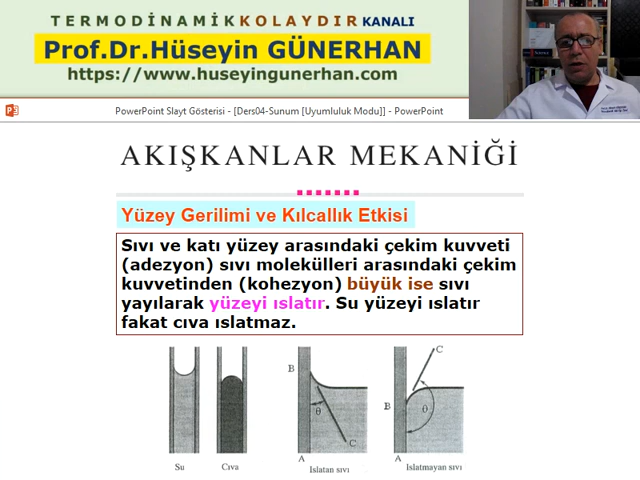 TERMODİNAMİKKOLAYDIR KANALI
Prof.Dr.Hüseyin GÜNERHAN
https://www.huseyingunerhan.com
PowerPoint Slayt Gösterisi - [Ders04-Sunum [Uyumluluk Modu]] - PowerPoint
AKIŞKANLAR MEKANİĞİ
Yüzey Gerilimi ve Kılcallık Etkisi
Sıvı ve katı yüzey arasındaki çekim kuvveti
(adezyon) sıvı molekülleri arasındaki çekim
kuvvetinden (kohezyon) büyük ise sıvı
yayılarak yüzeyi ıslatır. Su yüzeyi ıslatır
fakat cıva ıslatmaz.
B
θ
C
A
C
B
θ
A
Su
Cıva
Islatan sıvı
Islatmayan sıvı